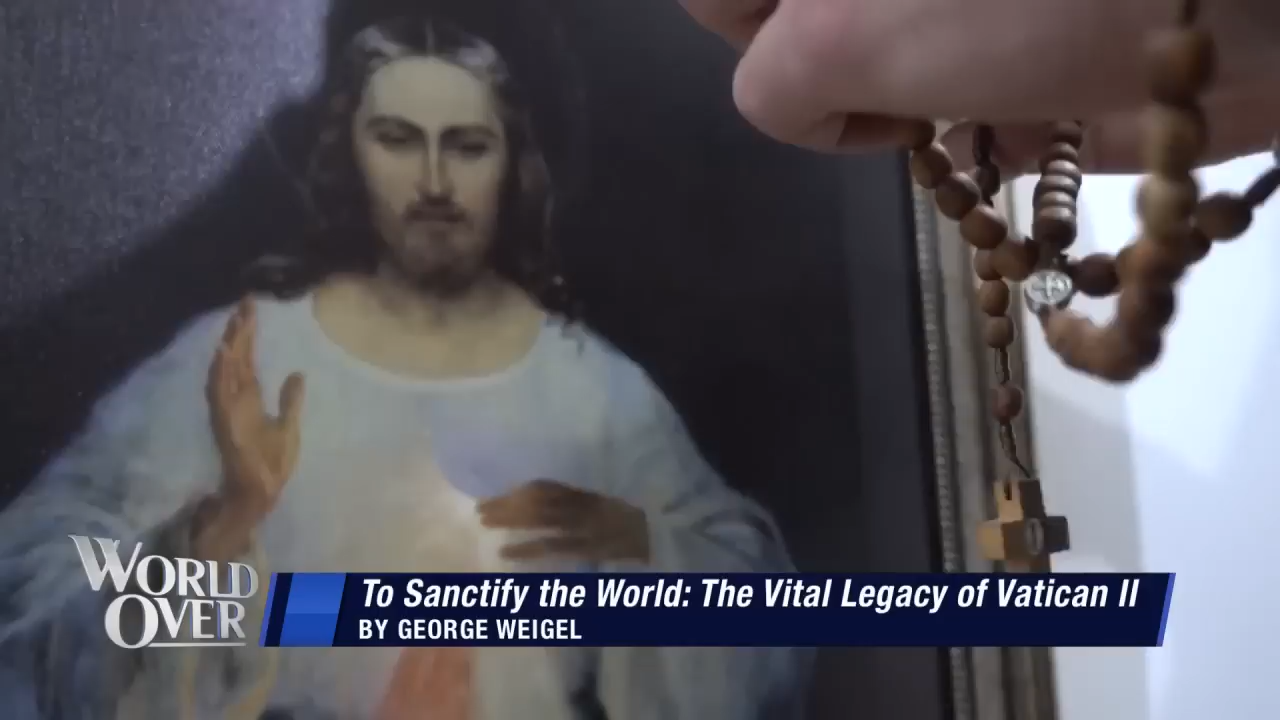 WORLD
OVER
To Sanctify the World: The Vital Legacy of Vatican II
BY GEORGE WEIGEL